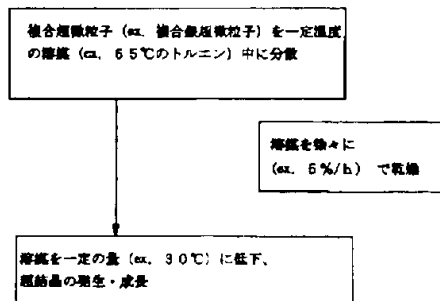 複合超微粒子（ex. 複合銀超微粒子）を一定温度
の溶媒（ex. 65℃のトルエン）中に分散
溶媒を徐々に
（ex. 5%/h）で乾燥
溶媒を一定の量（ex. 30℃）に低下、
超結晶の発生・成長